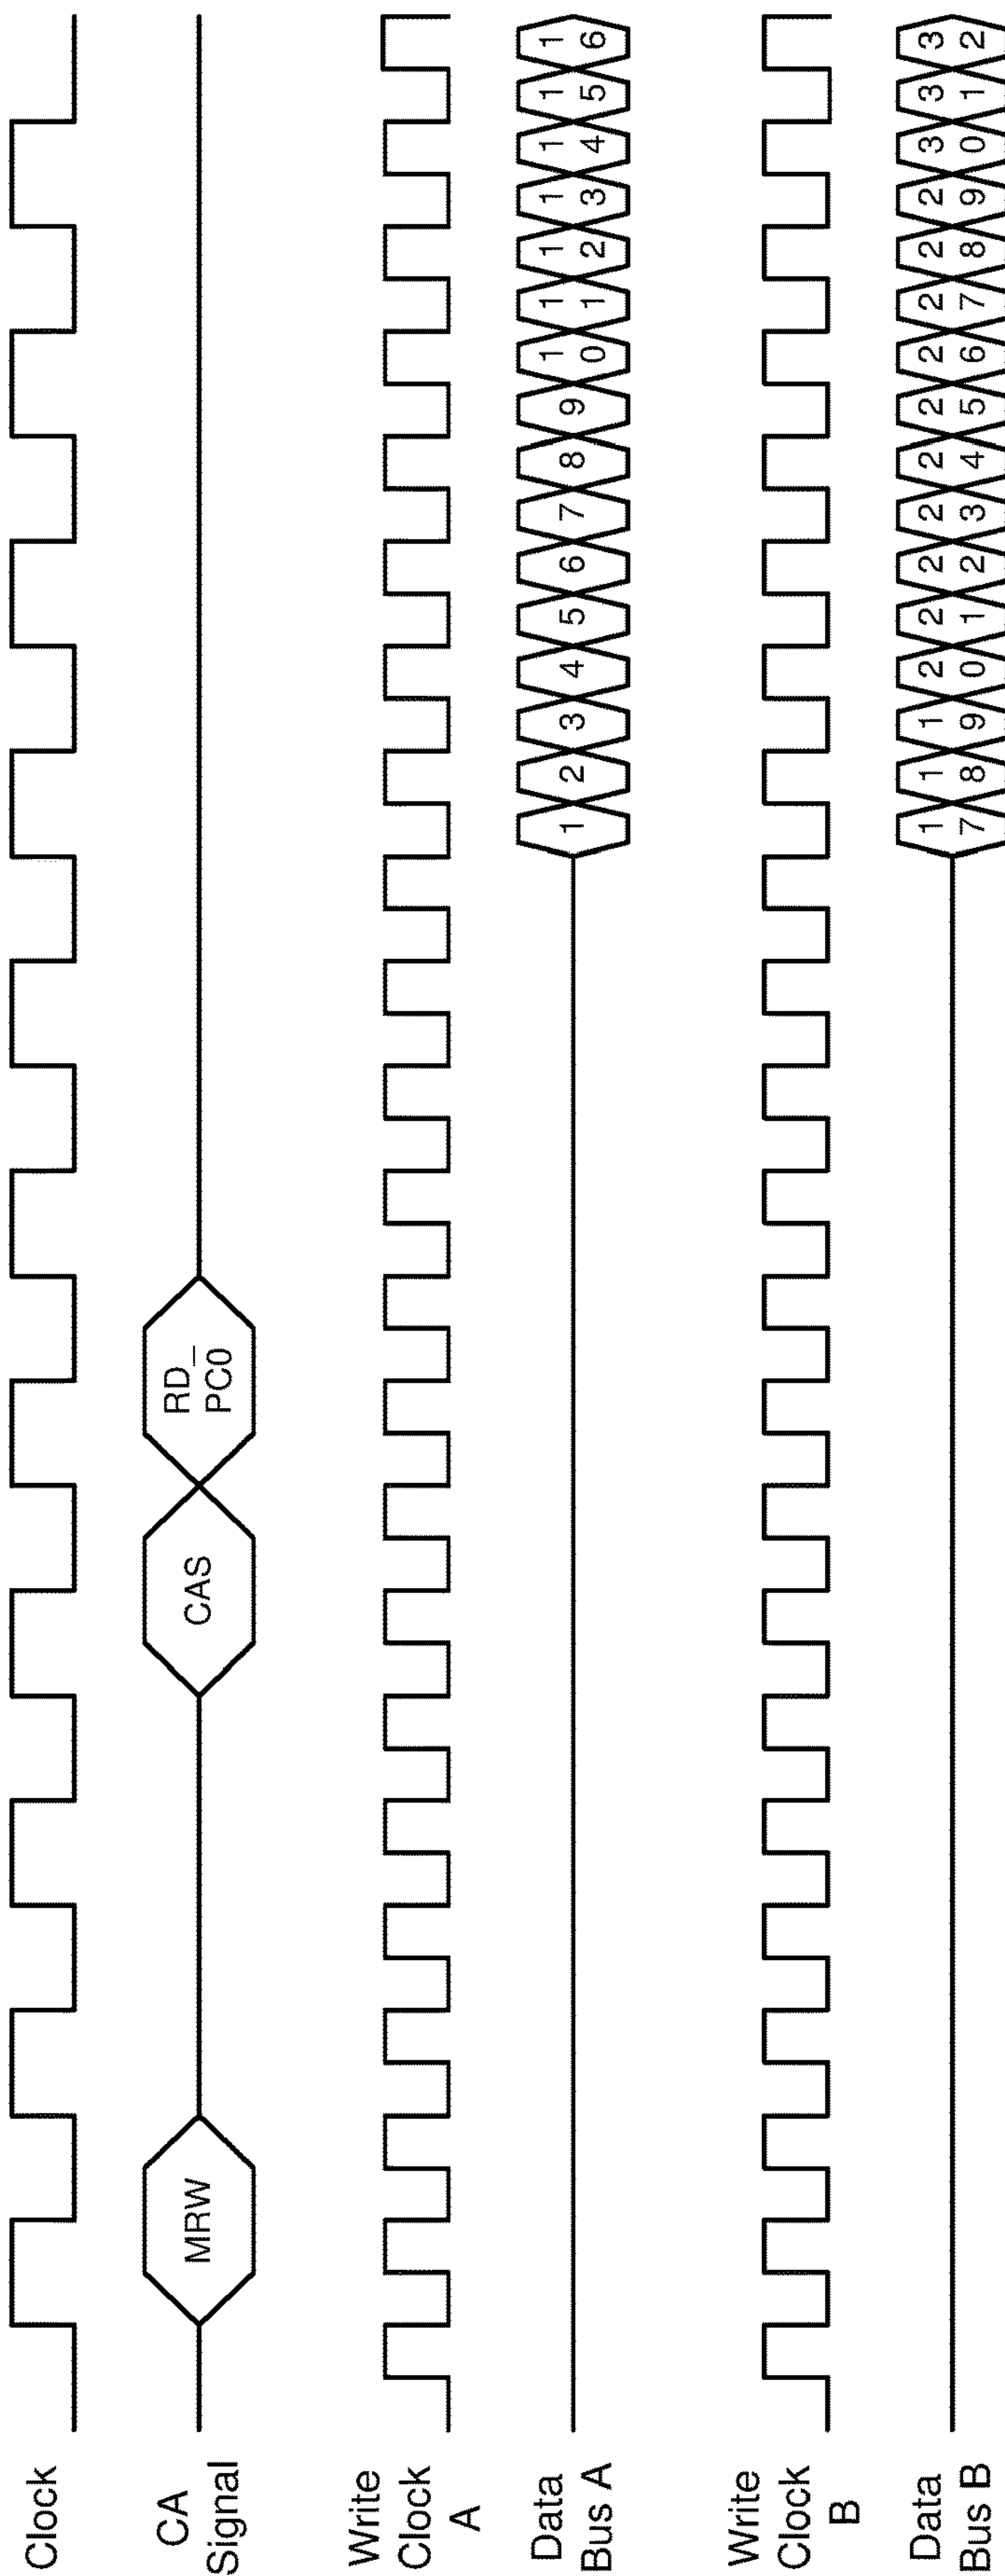 Clock
CA
Signal
MRW
CAS
RD_
PC0
Write
Clock
A
Data
Bus A
1 2 3 4 5 6 7 8 9 10 11 12 13 14 15 16
Write
Clock
B
Data
Bus B
17 18 19 20 21 22 23 24 25 26 27 28 29 30 31 32